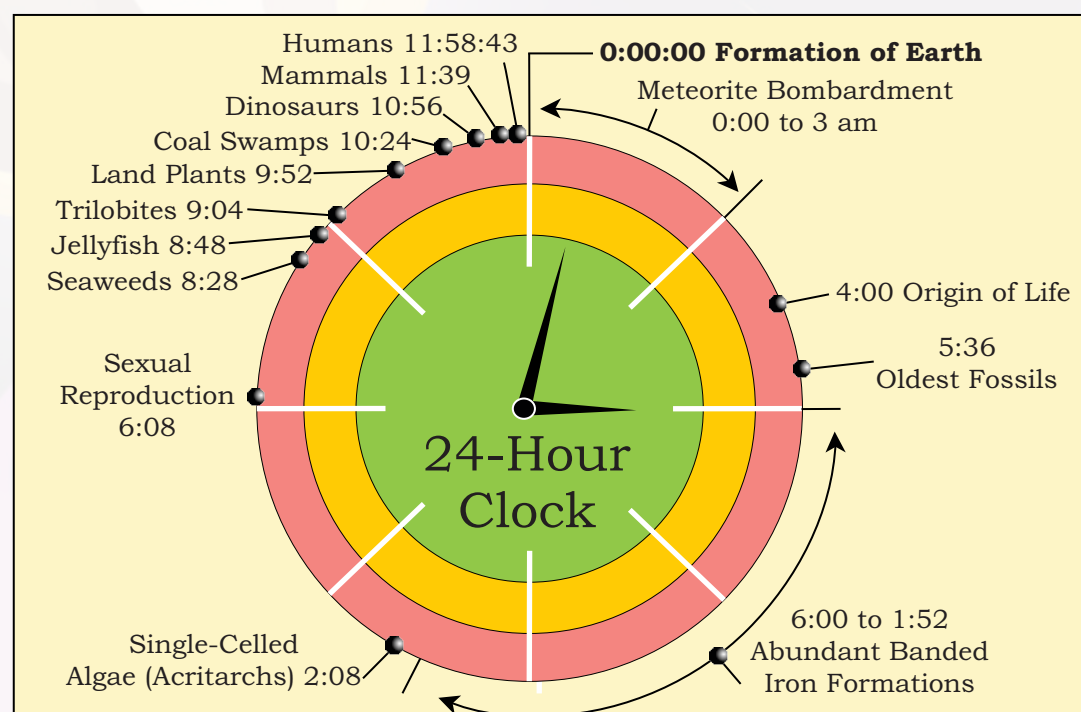 Humans 11:58:43
Mammals 11:39
Dinosaurs 10:56
Coal Swamps 10:24
Land Plants 9:52
Trilobites 9:04
Jellyfish 8:48
Seaweeds 8:28
Sexual
Reproduction
6:08
Single-Celled
Algae (Acritarchs) 2:08
0:00:00 Formation of Earth
Meteorite Bombardment
0:00 to 3 am
4:00 Origin of Life
5:36
Oldest Fossils
6:00 to 1:52
Abundant Banded
Iron Formations
24-Hour
Clock